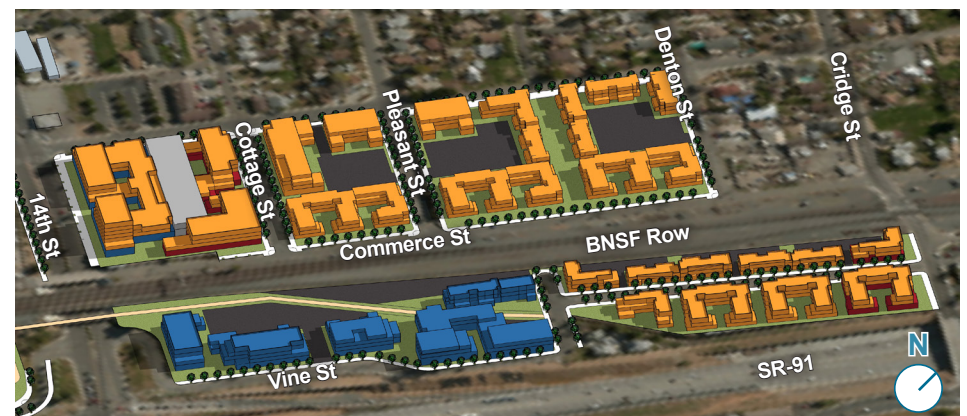 Denton St
Cridge St
Pleasant St
Cottage St
14th St
Commerce St
BNSF Row
Vine St
SR-91
N